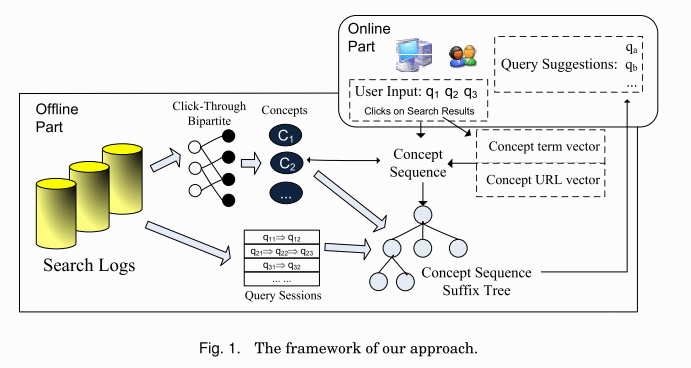 Online
Part
User Input: q1 q2 q3
Clicks on Search Results
Query Suggestions:
qa
qb
...
Offline
Part
Click-Through
Bipartite
Concepts
C1
C2
...
Search Logs
q11⇒ q12
q21⇒ q22⇒ q23
q31⇒ q32
... ...
Query Sessions
Concept
Sequence
Concept term vector
Concept URL vector
Concept Sequence
Suffix Tree
Fig. 1. The framework of our approach.